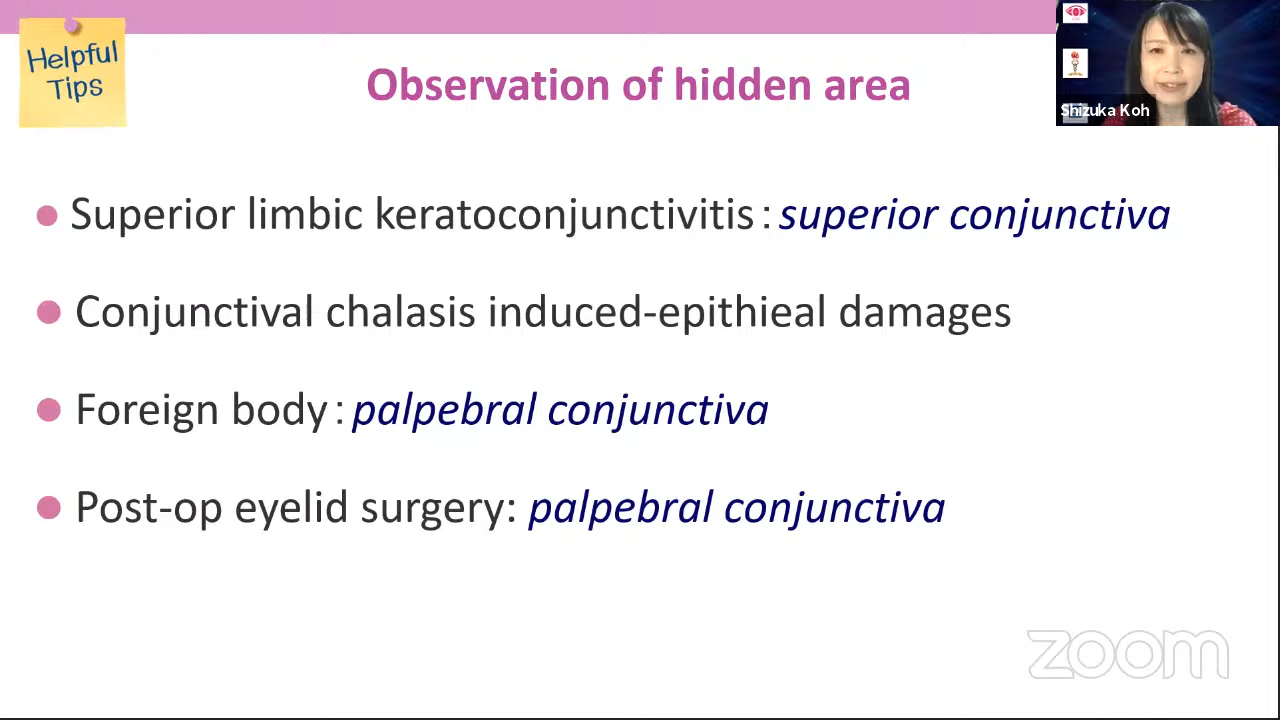 Helpful
Tips
Observation of hidden area
Shizuka Koh
Superior limbic keratoconjunctivitis: superior conjunctiva
Conjunctival chalasis induced-epithieal damages
Foreign body: palpebral conjunctiva
Post-op eyelid surgery: palpebral conjunctiva
zoom